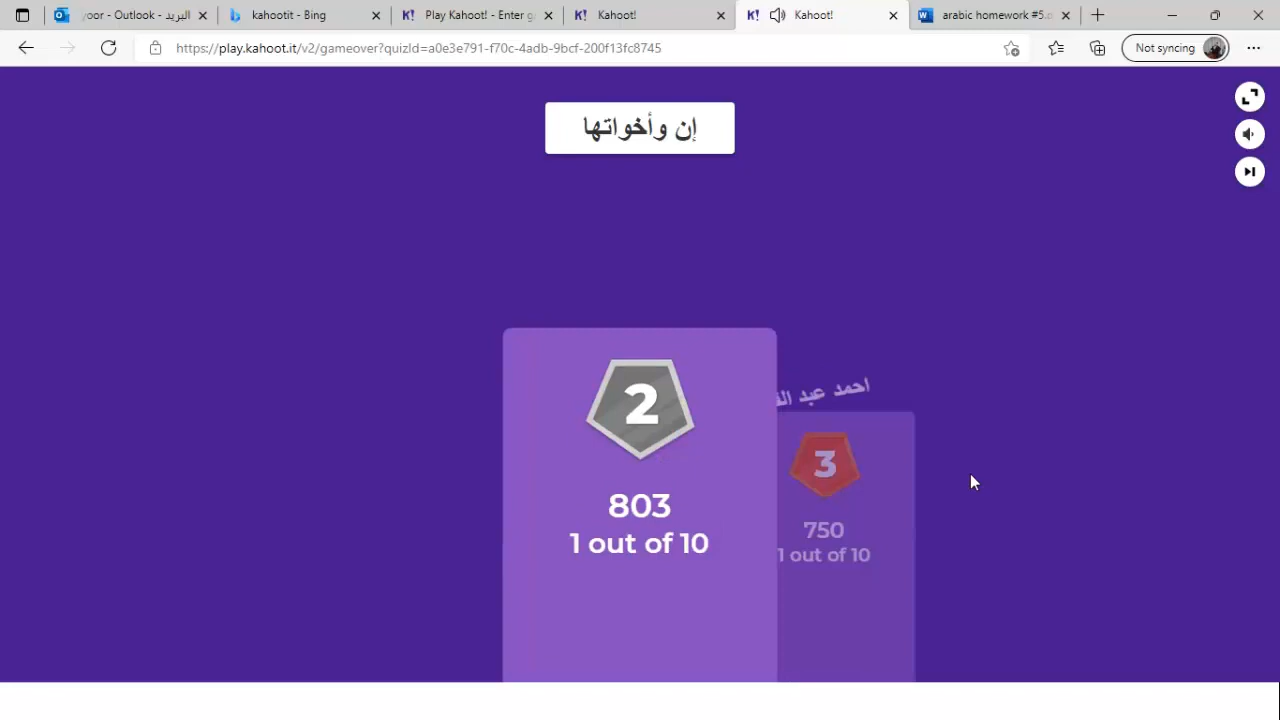 يور - Outlook - البريد
kahootit - Bing
Play Kahoot! - Enter g
Kahoot!
Kahoot!
arabic homework #5.
https://play.kahoot.it/v2/gameover?quizId=a0e3e791-f70c-4adb-9bcf-200f13fc8745
Not syncing
إن وأخواتها
2
803
1 out of 10
احمد عبد
3
750
1 out of 10